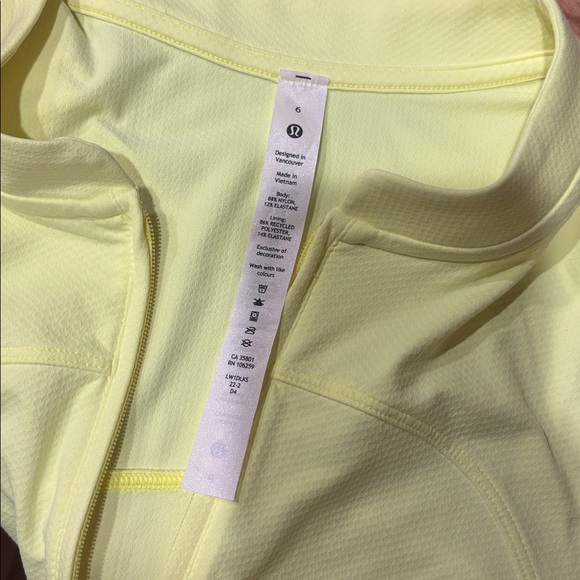 6
Designed in
Vancouver
Made in
Vietnam
Body:
88% NYLON,
12% ELASTANE
Lining:
86% RECYCLED
POLYESTER,
14% ELASTANE
Exclusive of
decoration
Wash with like
colours
CA 35801
RN 106259
LW1DLKS
22-2
D4